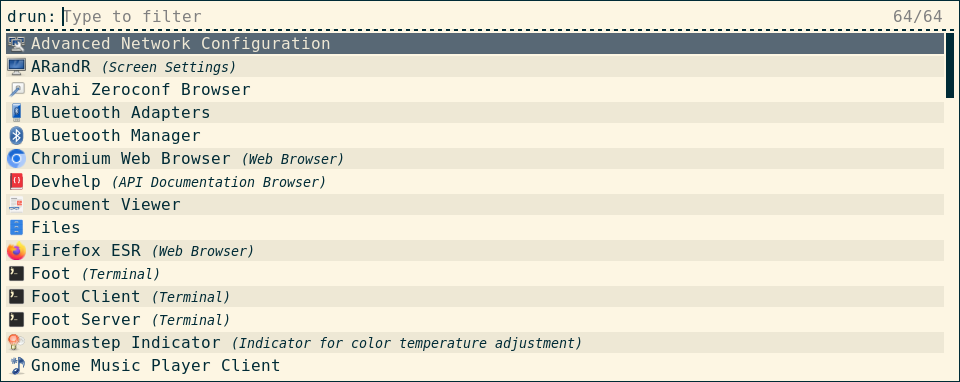 drun: Type to filter 64/64
Advanced Network Configuration
ARandR (Screen Settings)
Avahi Zeroconf Browser
Bluetooth Adapters
Bluetooth Manager
Chromium Web Browser (Web Browser)
Devhelp (API Documentation Browser)
Document Viewer
Files
Firefox ESR (Web Browser)
Foot (Terminal)
Foot Client (Terminal)
Foot Server (Terminal)
Gammastep Indicator (Indicator for color temperature adjustment)
Gnome Music Player Client